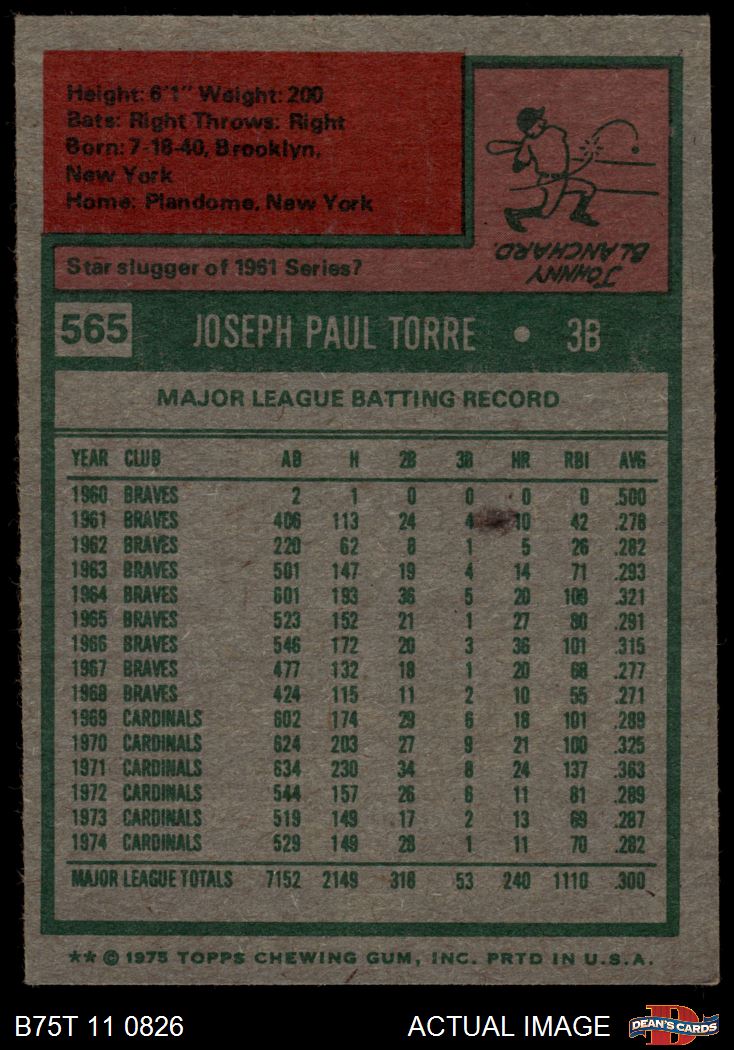 Height: 6'1" Weight: 200
Bats: Right Throws: Right
Born: 7-18-40, Brooklyn,
New York
Home: Plandome, New York
Star slugger of 1961 Series?
JOHNNY
BLANCHARD.
565 JOSEPH PAUL TORRE • 3B
MAJOR LEAGUE BATTING RECORD
YEAR CLUB AB H 2B 3B HR RBI AVG
1960 BRAVES 2 1 0 0 0 0 .500
1961 BRAVES 406 113 24 4 10 42 .278
1962 BRAVES 220 62 8 1 5 26 .282
1963 BRAVES 501 147 19 4 14 71 .293
1964 BRAVES 601 193 36 5 20 109 .321
1965 BRAVES 523 152 21 1 27 80 .291
1966 BRAVES 546 172 20 3 36 101 .315
1967 BRAVES 477 132 18 1 20 68 .277
1968 BRAVES 424 115 11 2 10 55 .271
1969 CARDINALS 602 174 29 6 18 101 .289
1970 CARDINALS 624 203 27 9 21 100 .325
1971 CARDINALS 634 230 34 8 24 137 .363
1972 CARDINALS 544 157 26 6 11 81 .289
1973 CARDINALS 519 149 17 2 13 69 .287
1974 CARDINALS 529 149 28 1 11 70 .282
MAJOR LEAGUE TOTALS 7152 2149 318 53 240 1110 .300
** © 1975 TOPPS CHEWING GUM, INC. PRTD IN U.S.A.
B75T 11 0826 ACTUAL IMAGE DEAN'S CARDS